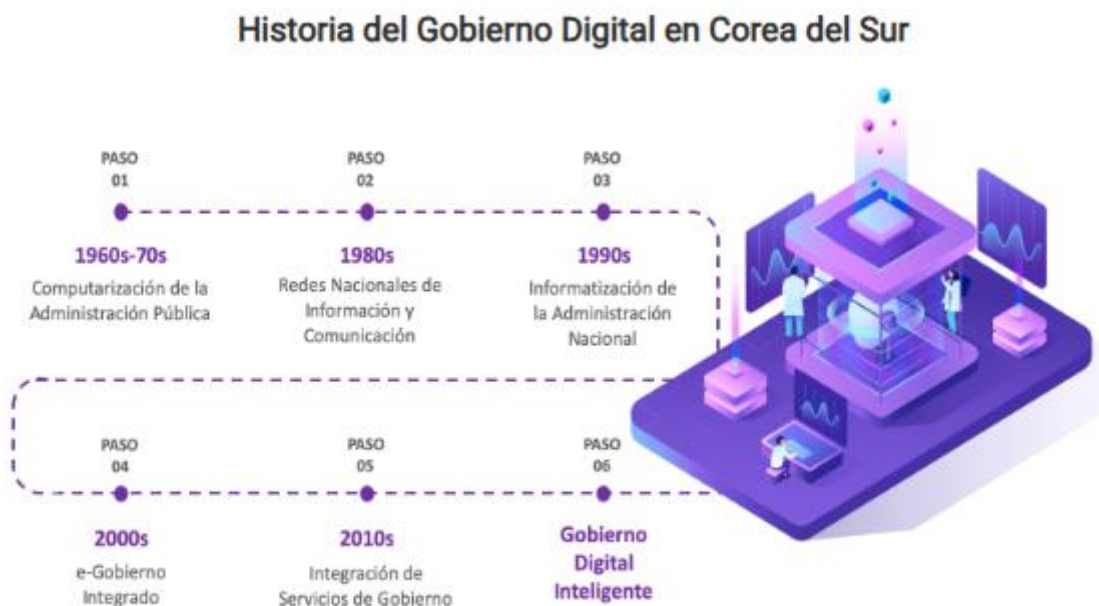 Historia del Gobierno Digital en Corea del Sur
PASO
01
1960s-70s
Computarización de la
Administración Pública
PASO
02
1980s
Redes Nacionales de
Información y
Comunicación
PASO
03
1990s
Informatización de
la Administración
Nacional
PASO
04
2000s
e-Gobierno
Integrado
PASO
05
2010s
Integración de
Servicios de Gobierno
PASO
06
Gobierno
Digital
Inteligente